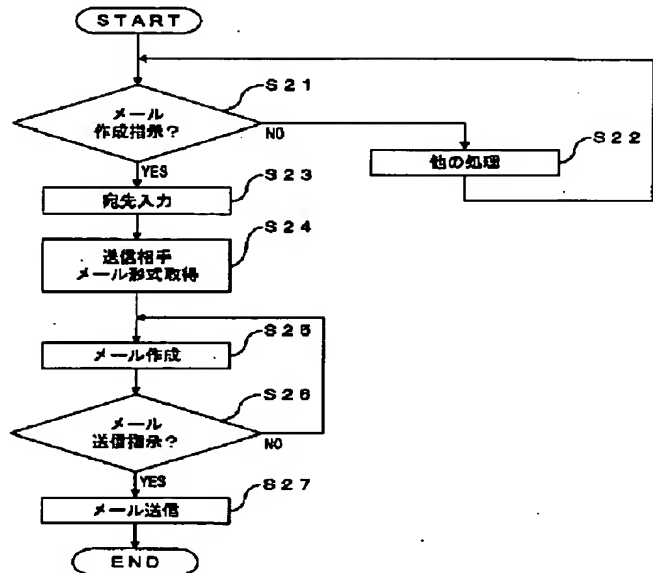 START
S21
メール
作成指示？
NO
S22
他の処理
YES
S23
宛先入力
S24
送信相手
メール形式取得
S25
メール作成
S26
メール
送信指示？
NO
YES
S27
メール送信
END